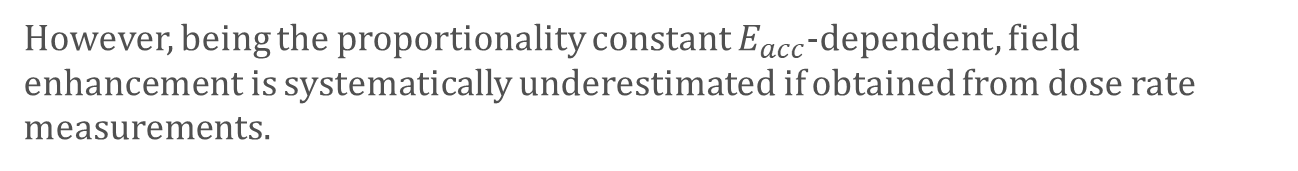 However, being the proportionality constant E_acc-dependent, field
enhancement is systematically underestimated if obtained from dose rate
measurements.